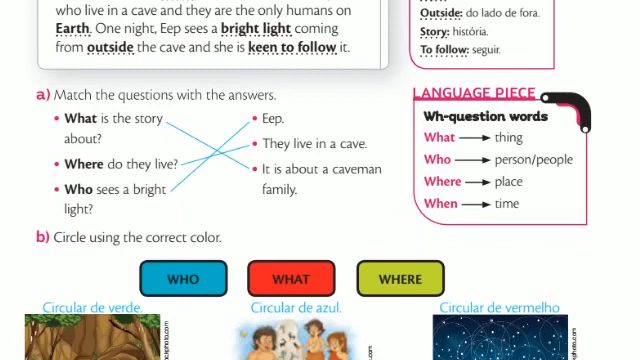 who live in a cave and they are the only humans on
Earth. One night, Eep sees a bright light coming
from outside the cave and she is keen to follow it.
Outside: do lado de fora.
Story: história.
To follow: seguir.
a) Match the questions with the answers.
• What is the story
about?
• Where do they live?
• Who sees a bright
light?
• Eep.
• They live in a cave.
• It is about a caveman
family.
LANGUAGE PIECE
Wh-question words
What → thing
Who → person/people
Where → place
When → time
b) Circle using the correct color.
WHO
WHAT
WHERE
Circular de verde.
Circular de azul.
Circular de vermelho